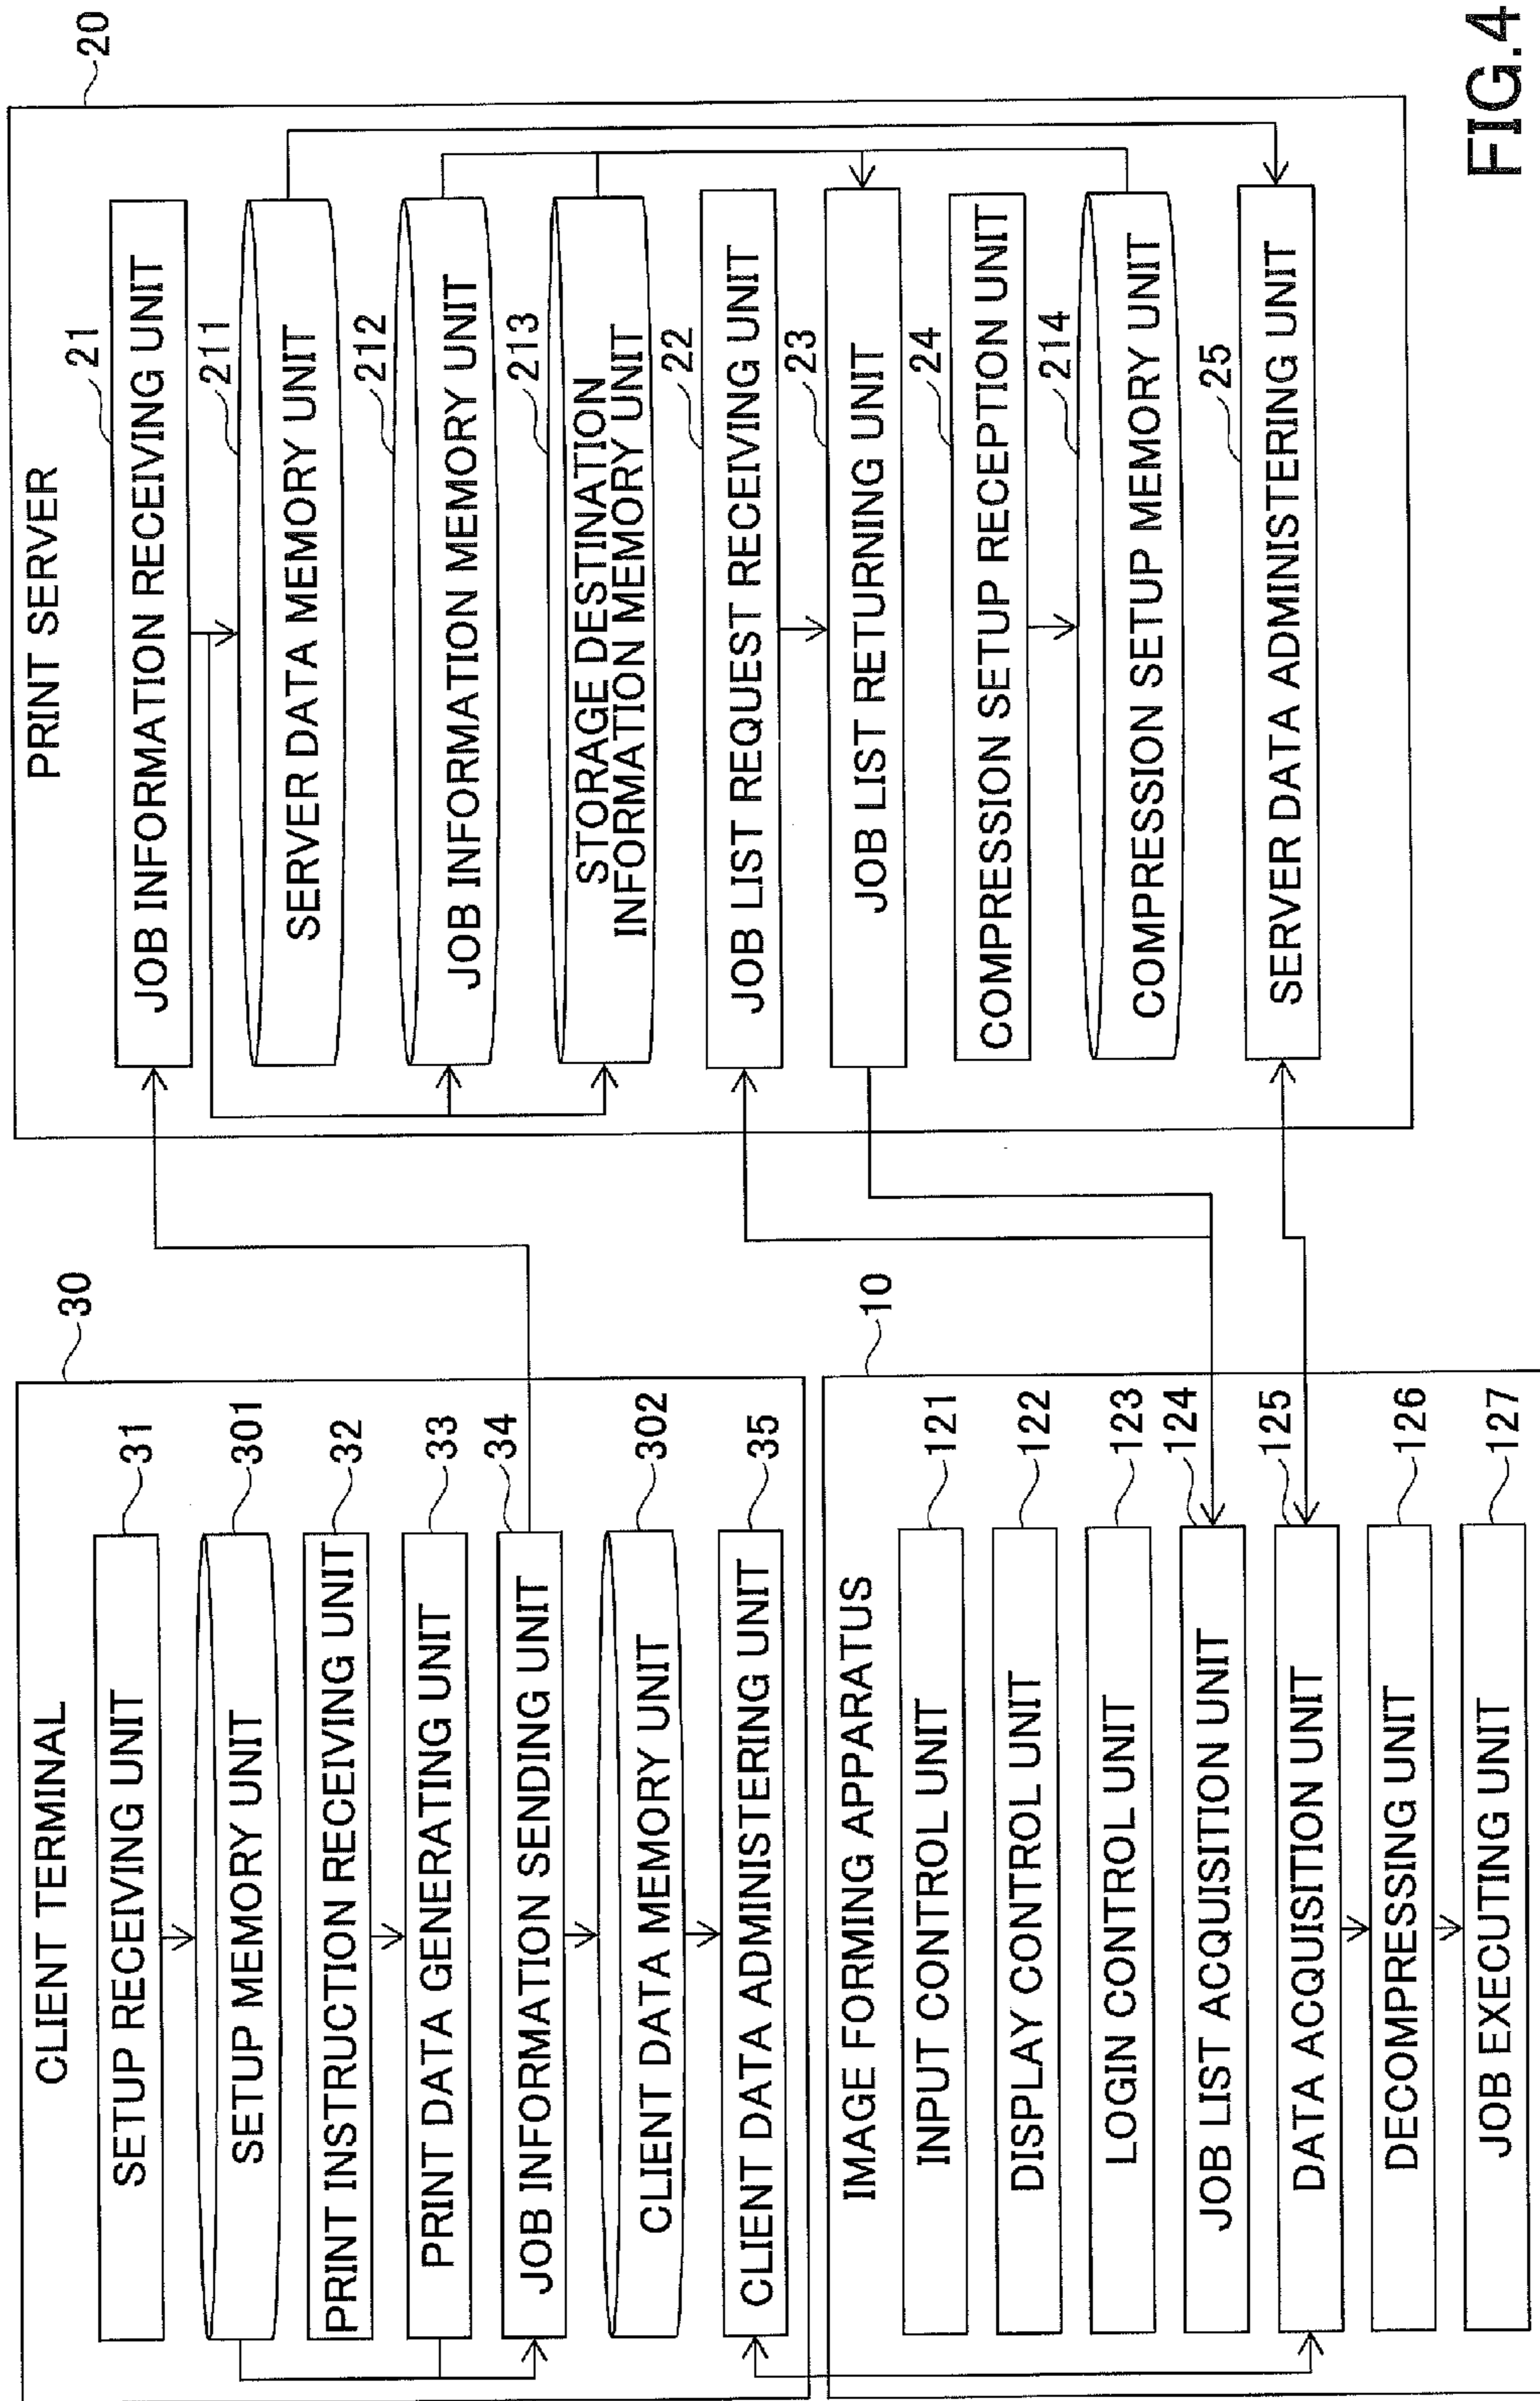 CLIENT TERMINAL
30
SETUP RECEIVING UNIT
31
SETUP MEMORY UNIT
301
PRINT INSTRUCTION RECEIVING UNIT
32
PRINT DATA GENERATING UNIT
33
JOB INFORMATION SENDING UNIT
34
CLIENT DATA MEMORY UNIT
302
CLIENT DATA ADMINISTERING UNIT
35
IMAGE FORMING APPARATUS
10
INPUT CONTROL UNIT
121
DISPLAY CONTROL UNIT
122
LOGIN CONTROL UNIT
123
JOB LIST ACQUISITION UNIT
124
DATA ACQUISITION UNIT
125
DECOMPRESSING UNIT
126
JOB EXECUTING UNIT
127
PRINT SERVER
20
21
JOB INFORMATION RECEIVING UNIT
211
SERVER DATA MEMORY UNIT
212
JOB INFORMATION MEMORY UNIT
213
STORAGE DESTINATION
INFORMATION MEMORY UNIT
22
JOB LIST REQUEST RECEIVING UNIT
23
JOB LIST RETURNING UNIT
24
COMPRESSION SETUP RECEPTION UNIT
214
COMPRESSION SETUP MEMORY UNIT
25
SERVER DATA ADMINISTERING UNIT
FIG.4